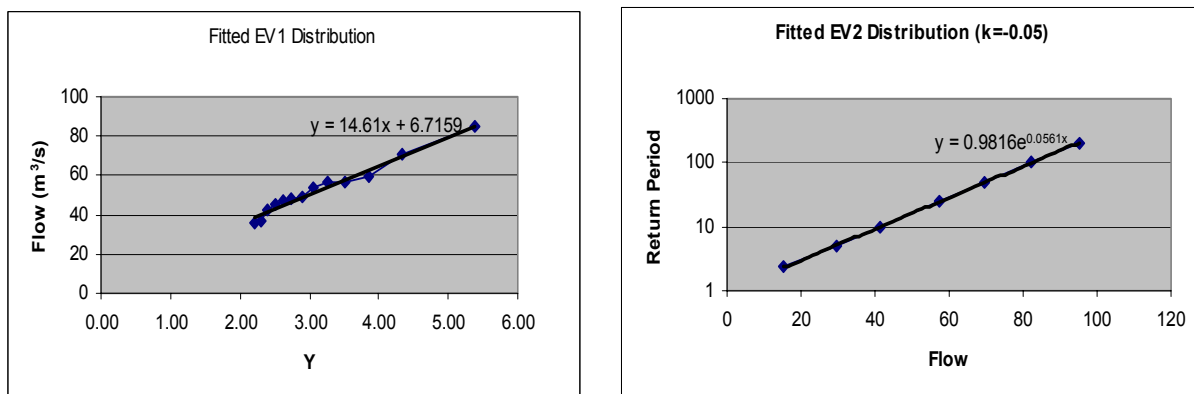 Fitted EV1 Distribution
100
80
60
40
20
0
Flow (m³/s)
y = 14.61x + 6.7159
0.00 1.00 2.00 3.00 4.00 5.00 6.00
Y
Fitted EV2 Distribution (k=-0.05)
1000
100
10
1
Return Period
y = 0.9816e^0.0561x
0 20 40 60 80 100 120
Flow